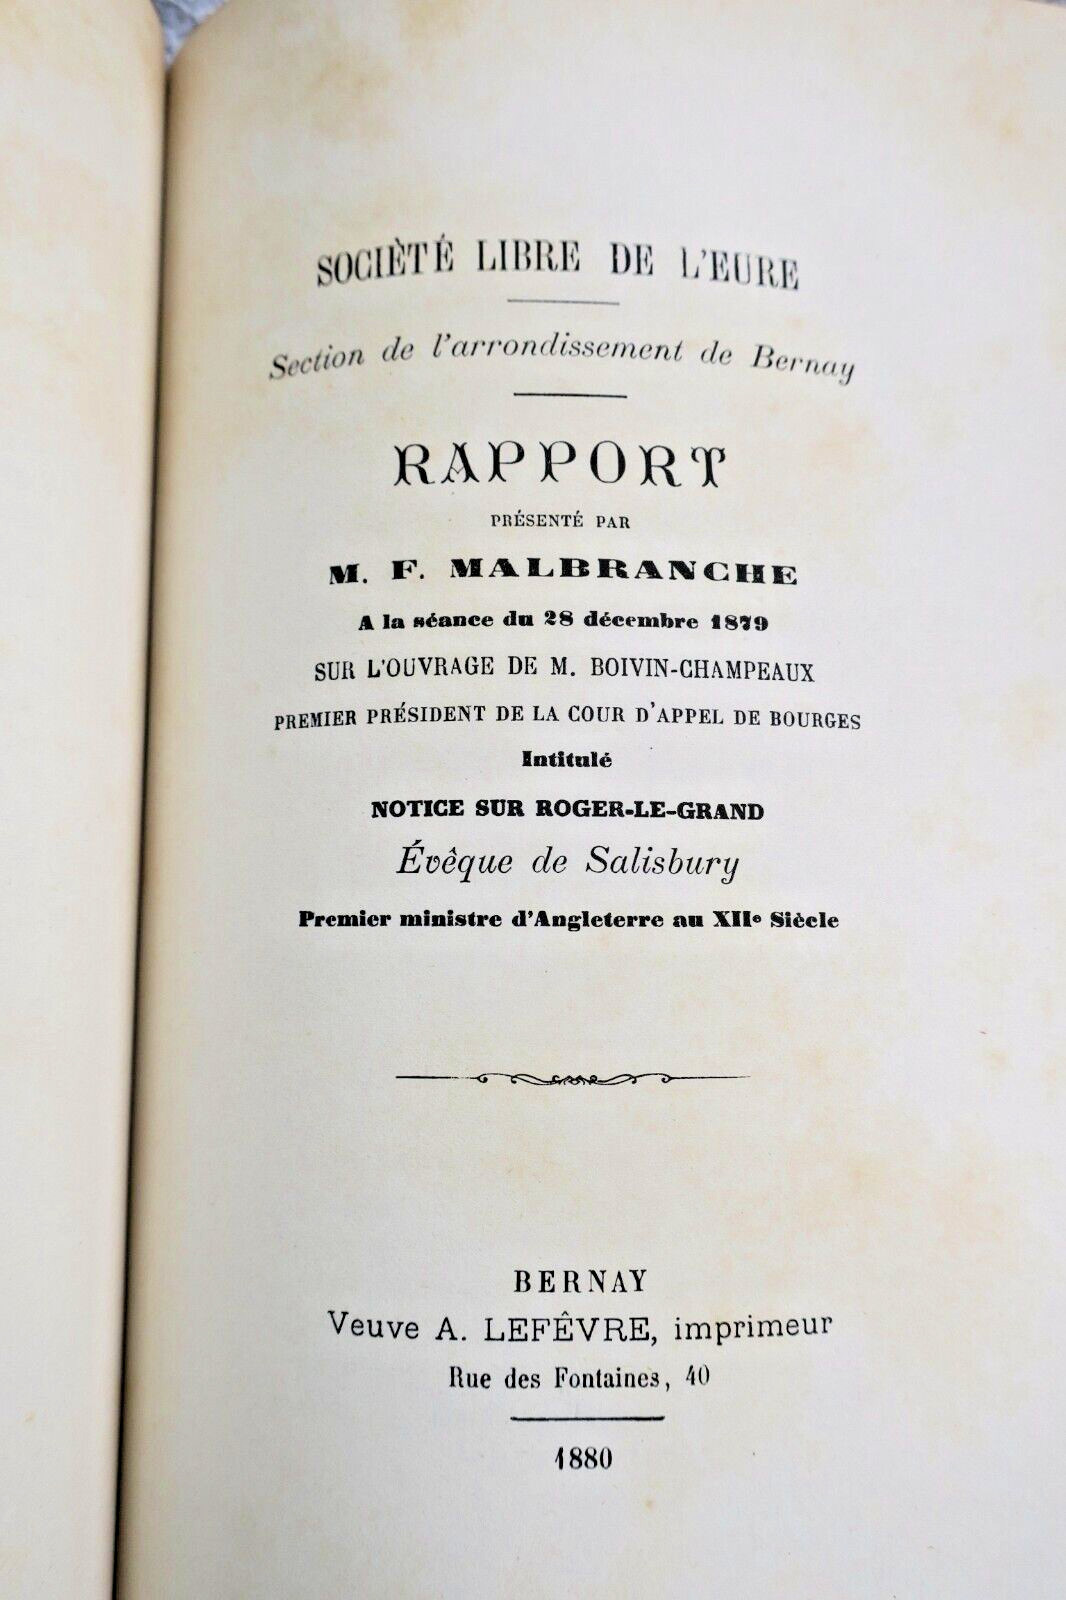 SOCIÈTÉ LIBRE DE L'EURE
Section de l'arrondissement de Bernay
RAPPORT
PRÉSENTÉ PAR
M. F. MALBRANCHE
A la séance du 28 décembre 1879
SUR L'OUVRAGE DE M. BOIVIN-CHAMPEAUX
PREMIER PRÉSIDENT DE LA COUR D'APPEL DE BOURGES
Intitulé
NOTICE SUR ROGER-LE-GRAND
Évêque de Salisbury
Premier ministre d'Angleterre au XIIe Siècle
BERNAY
Veuve A. LEFÊVRE, imprimeur
Rue des Fontaines, 40
1880